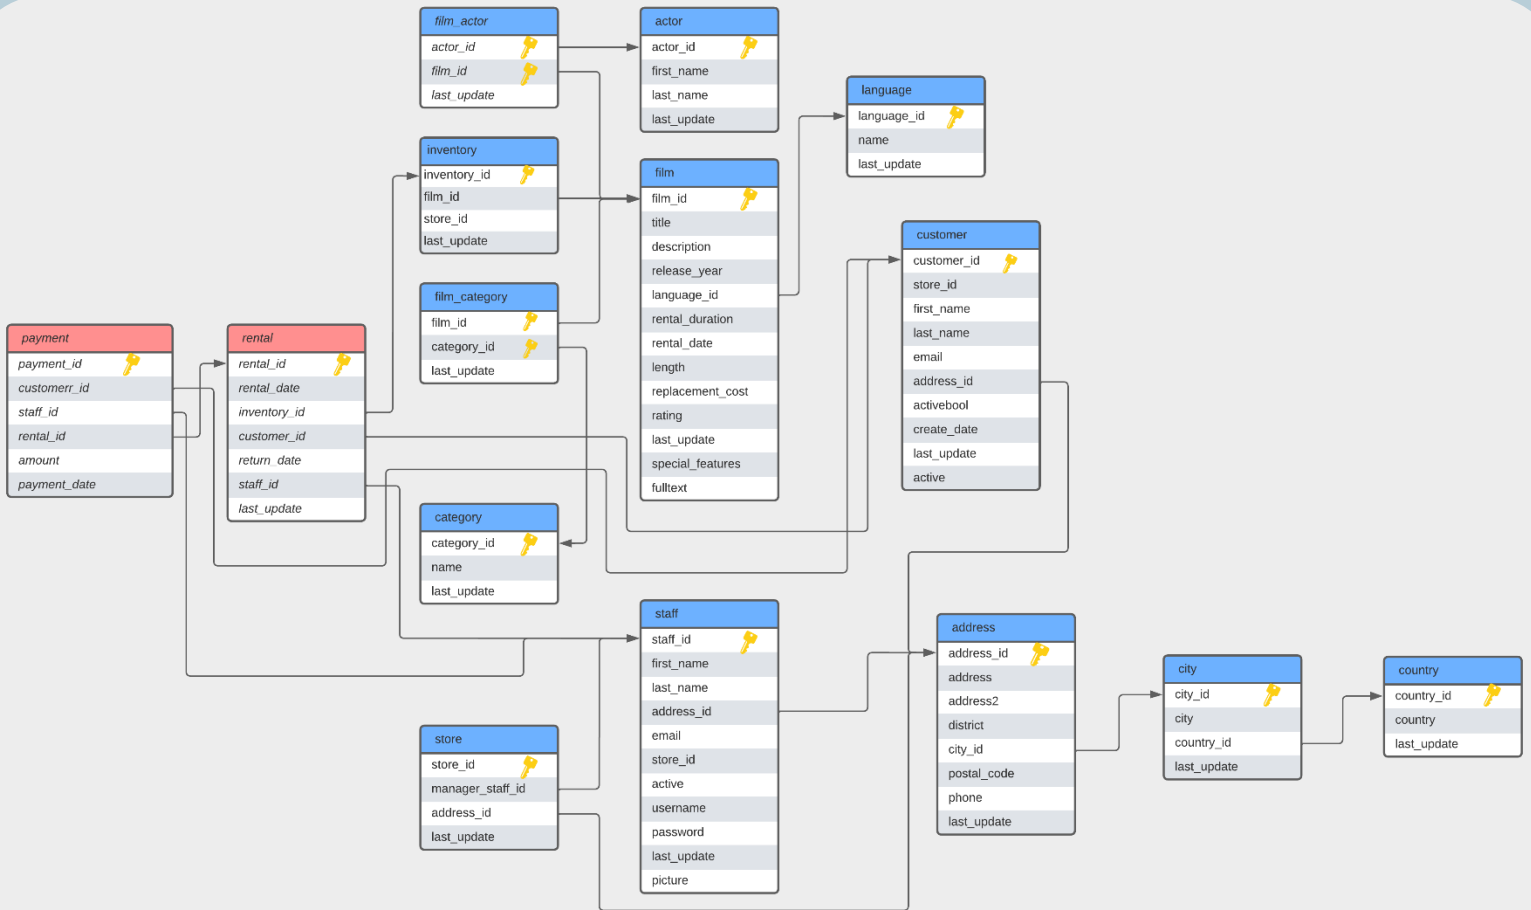 film_actor
actor_id
film_id
last_update
actor
actor_id
first_name
last_name
last_update
language
language_id
name
last_update
inventory
inventory_id
film_id
store_id
last_update
film
film_id
title
description
release_year
language_id
rental_duration
rental_date
length
replacement_cost
rating
last_update
special_features
fulltext
customer
customer_id
store_id
first_name
last_name
email
address_id
activebool
create_date
last_update
active
film_category
film_id
category_id
last_update
payment
payment_id
customerr_id
staff_id
rental_id
amount
payment_date
rental
rental_id
rental_date
inventory_id
customer_id
return_date
staff_id
last_update
category
category_id
name
last_update
staff
staff_id
first_name
last_name
address_id
email
store_id
active
username
password
last_update
picture
store
store_id
manager_staff_id
address_id
last_update
address
address_id
address
address2
district
city_id
postal_code
phone
last_update
city
city_id
city
country_id
last_update
country
country_id
country
last_update